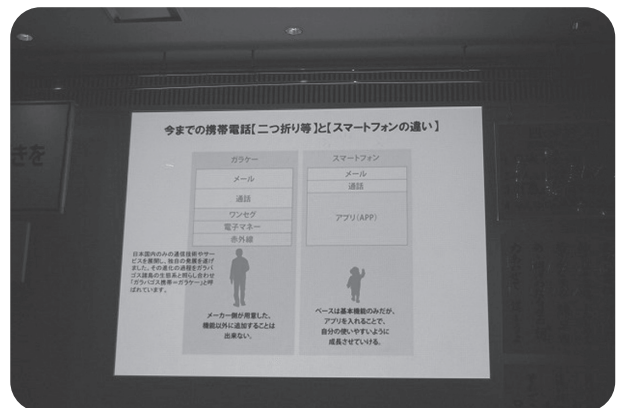 今までの携帯電話【二つ折り等】と【スマートフォンの違い】
ガラケー
メール
通話
ワンセグ
電子マネー
赤外線
日本国内のみの通信技術やサー
ビスを展開し、独自の発展を遂げ
ました。その進化の過程をガラパ
ゴス諸島の生態系と照らし合わせ
「ガラパゴス携帯=ガラケー」と呼
ばれています。
メーカー側が用意した、
機能以外に追加することは
出来ない。
スマートフォン
メール
通話
アプリ(APP)
ベースは基本機能のみだが、
アプリを入れることで、
自分の使いやすいように
成長させていける。
きを